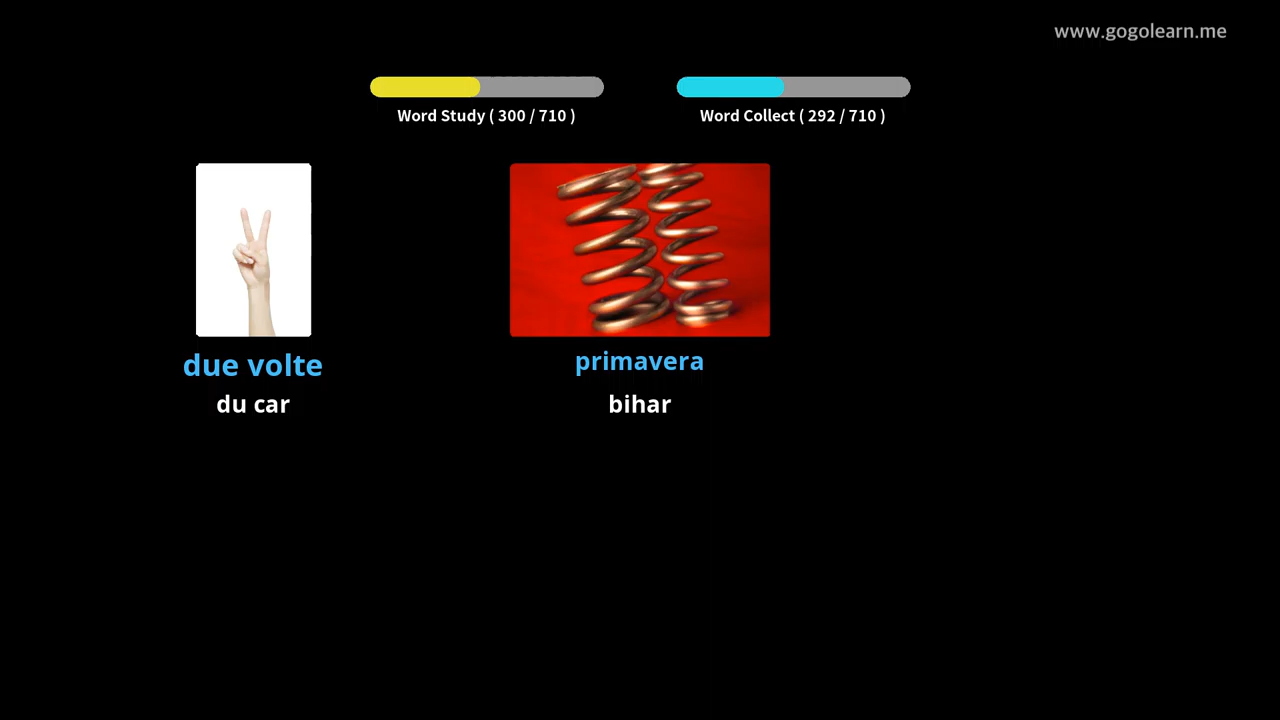 www.gogolearn.me
Word Study ( 300 / 710 )
Word Collect ( 292 / 710 )
due volte
du car
primavera
bihar